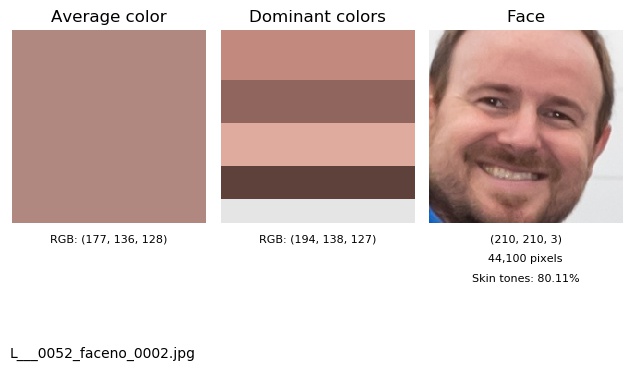 Average color
Dominant colors
Face
RGB: (177, 136, 128)
RGB: (194, 138, 127)
(210, 210, 3)
44,100 pixels
Skin tones: 80.11%
L___0052_faceno_0002.jpg